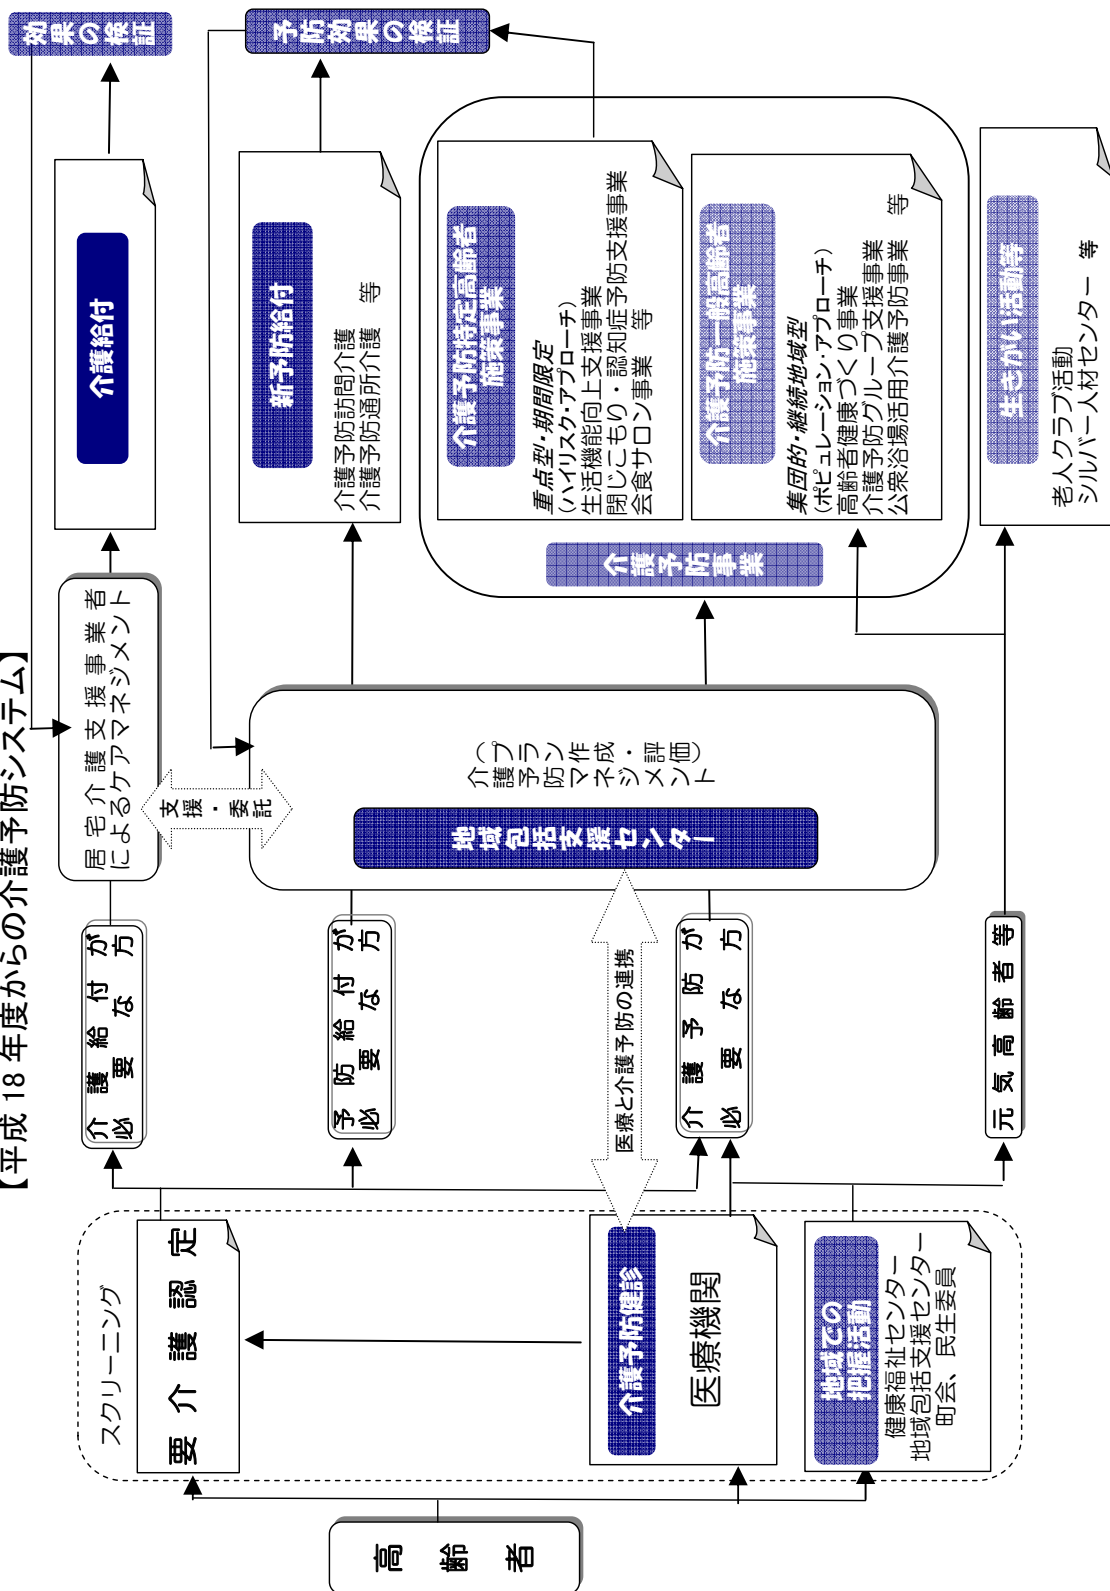 【平成 18 年度からの介護予防システム】
高齢者
スクリーニング
要介護認定
介護予防健診
医療機関
地域での
把握活動
健康福祉センター
地域包括支援センター
町会、民生委員
介護給付が
必要な方
予防給付が
必要な方
医療と介護予防の連携
介護予防が
必要な方
元気高齢者等
居宅介護支援事業者
によるケアマネジメント
支援・委託
介護予防マネジメント
（プラン作成・評価）
地域包括支援センター
介護給付
新予防給付
介護予防訪問介護
介護予防通所介護 等
介護予防事業
介護予防特定高齢者
施策事業
重点型・期間限定
(ハイリスク・アプローチ)
生活機能向上支援事業
閉じこもり・認知症予防支援事業
会食サロン事業 等
介護予防一般高齢者
施策事業
集団的・継続地域型
(ポピュレーション・アプローチ)
高齢者健康づくり事業
介護予防グループ支援事業
公衆浴場活用介護予防事業 等
生きがい活動等
老人クラブ活動
シルバー人材センター 等
効果の検証
予防効果の検証